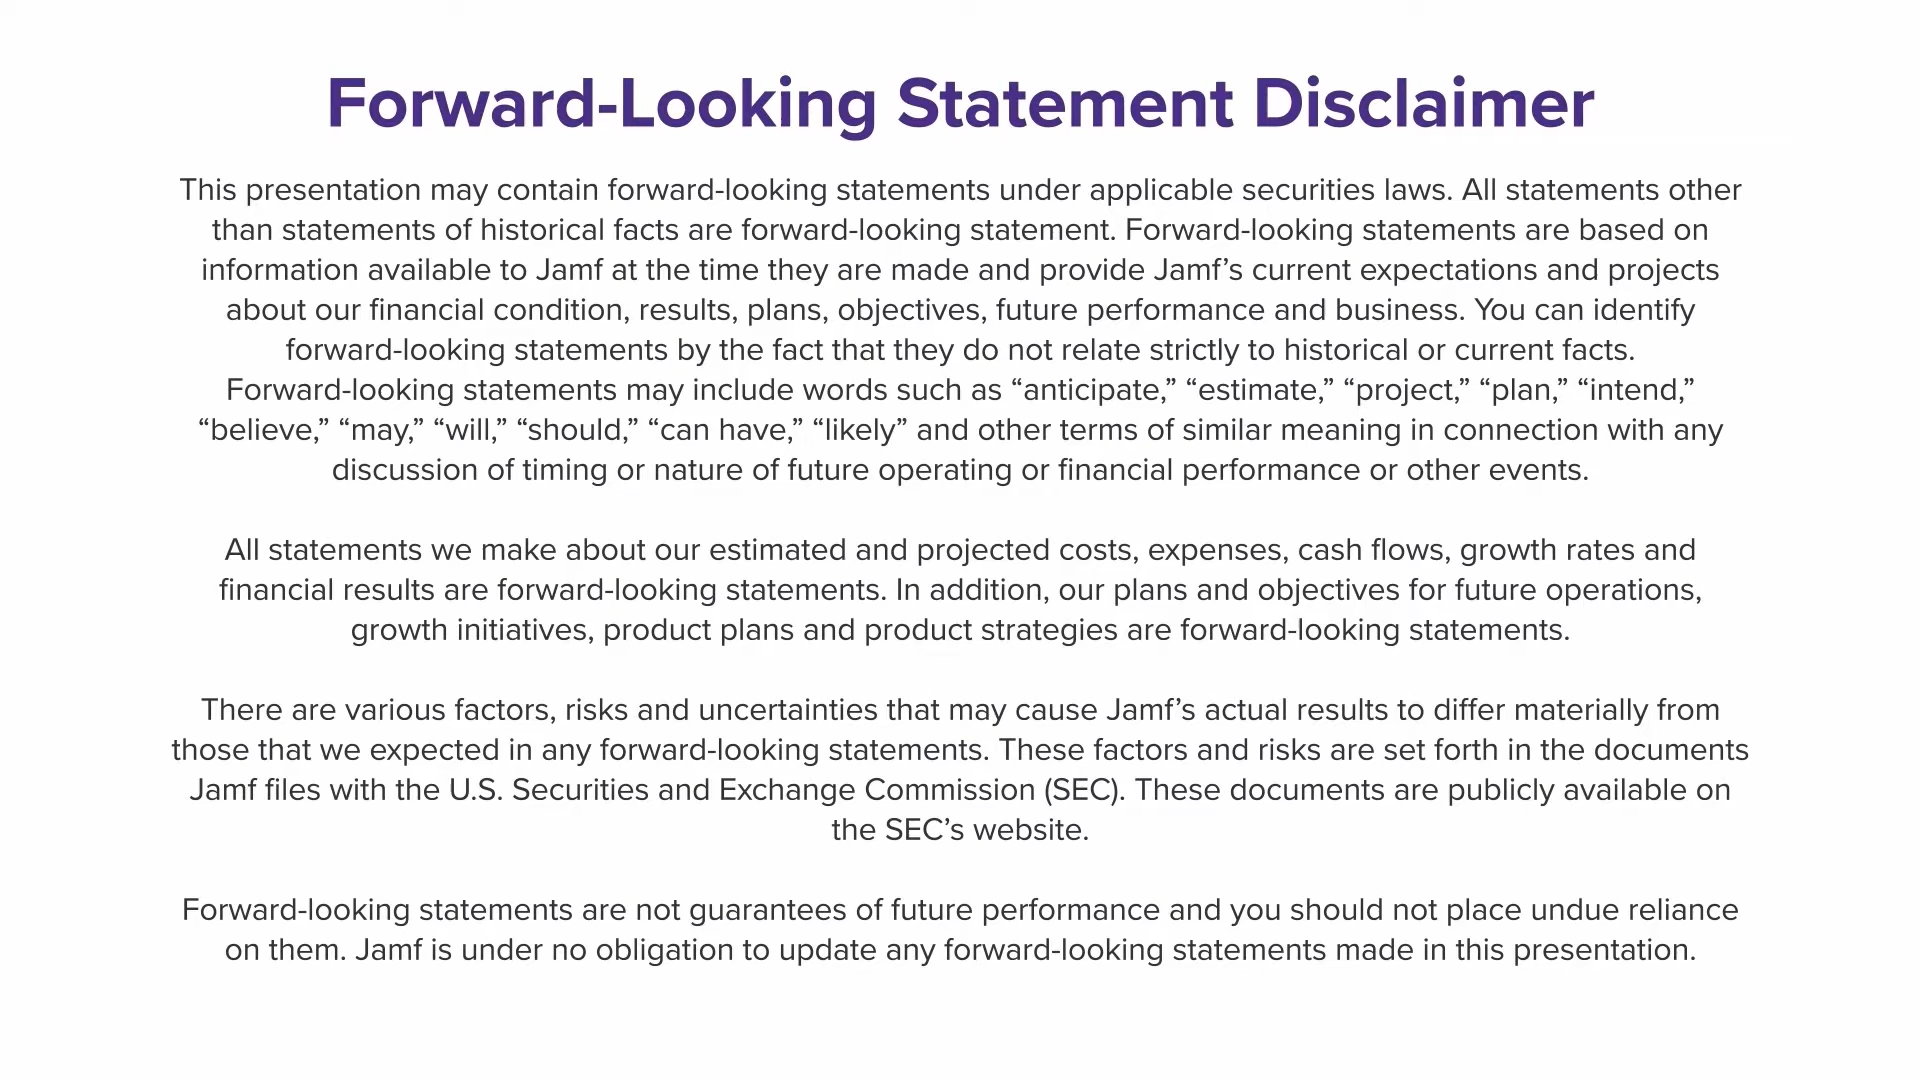 Forward-Looking Statement Disclaimer
This presentation may contain forward-looking statements under applicable securities laws. All statements other
than statements of historical facts are forward-looking statement. Forward-looking statements are based on
information available to Jamf at the time they are made and provide Jamf’s current expectations and projects
about our financial condition, results, plans, objectives, future performance and business. You can identify
forward-looking statements by the fact that they do not relate strictly to historical or current facts.
Forward-looking statements may include words such as “anticipate,” “estimate,” “project,” “plan,” “intend,”
“believe,” “may,” “will,” “should,” “can have,” “likely” and other terms of similar meaning in connection with any
discussion of timing or nature of future operating or financial performance or other events.
All statements we make about our estimated and projected costs, expenses, cash flows, growth rates and
financial results are forward-looking statements. In addition, our plans and objectives for future operations,
growth initiatives, product plans and product strategies are forward-looking statements.
There are various factors, risks and uncertainties that may cause Jamf’s actual results to differ materially from
those that we expected in any forward-looking statements. These factors and risks are set forth in the documents
Jamf files with the U.S. Securities and Exchange Commission (SEC). These documents are publicly available on
the SEC’s website.
Forward-looking statements are not guarantees of future performance and you should not place undue reliance
on them. Jamf is under no obligation to update any forward-looking statements made in this presentation.